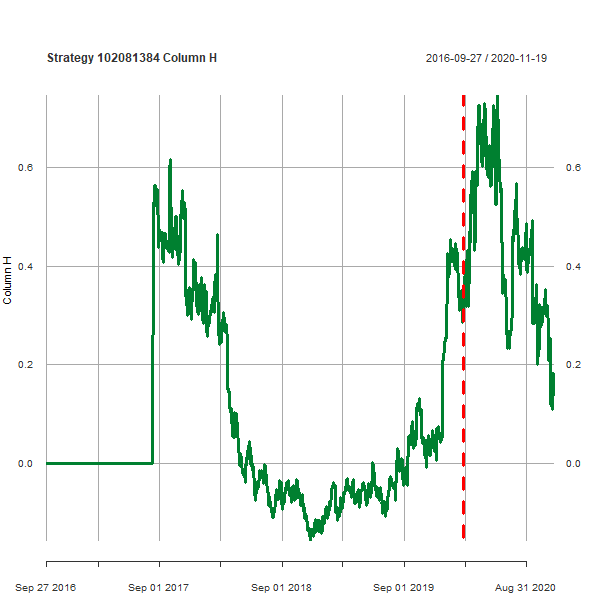 Strategy 102081384 Column H
2016-09-27 / 2020-11-19
0.6
0.6
0.4
0.4
Column H
0.2
0.2
0.0
0.0
Sep 27 2016
Sep 01 2017
Sep 01 2018
Sep 01 2019
Aug 31 2020